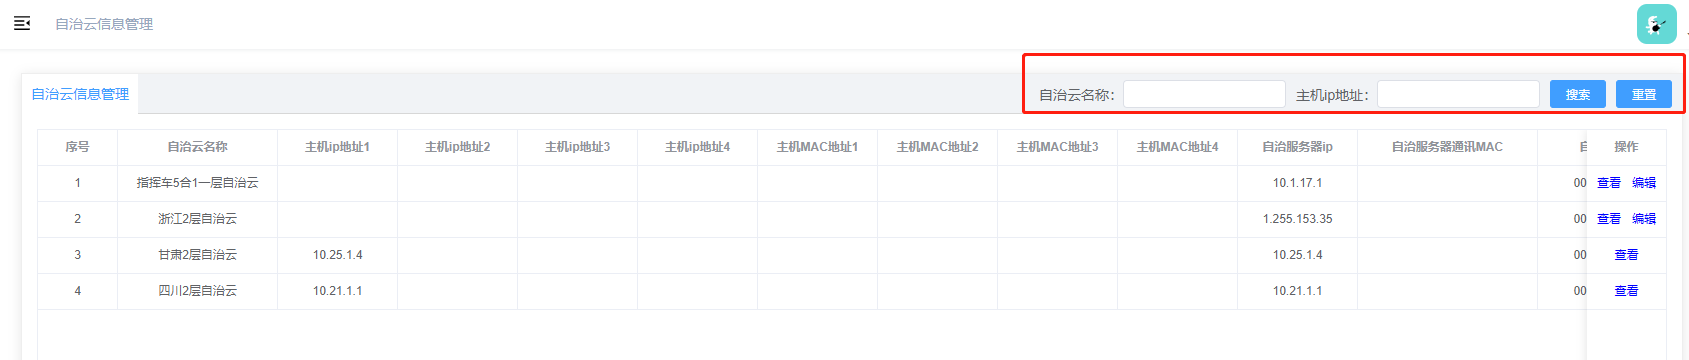 自治云信息管理
自治云信息管理 自治云名称: 主机ip地址: 搜索 重置
序号 自治云名称 主机ip地址1 主机ip地址2 主机ip地址3 主机ip地址4 主机MAC地址1 主机MAC地址2 主机MAC地址3 主机MAC地址4 自治服务器ip 自治服务器通讯MAC 操作
1 指挥车5合1一层自治云 10.1.17.1 00 查看 编辑
2 浙江2层自治云 1.255.153.35 00 查看 编辑
3 甘肃2层自治云 10.25.1.4 10.25.1.4 00 查看
4 四川2层自治云 10.21.1.1 10.21.1.1 00 查看